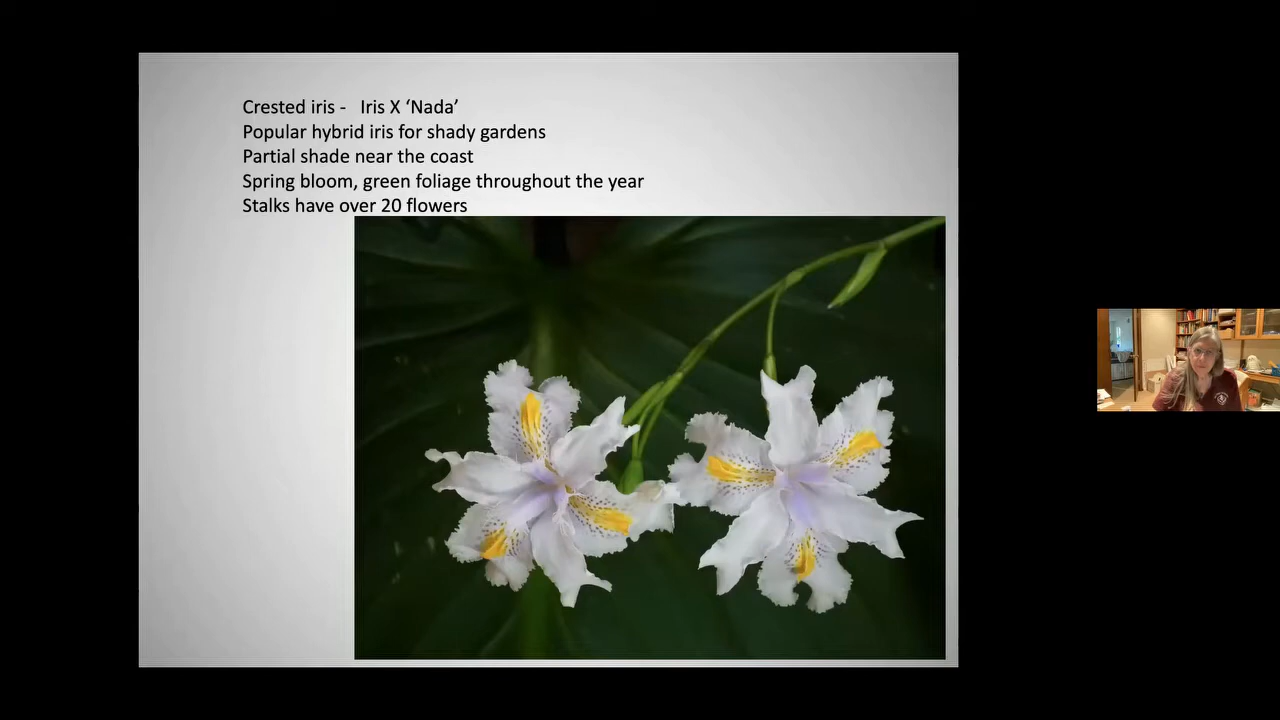 Crested iris -   Iris X ‘Nada’
Popular hybrid iris for shady gardens
Partial shade near the coast
Spring bloom, green foliage throughout the year
Stalks have over 20 flowers